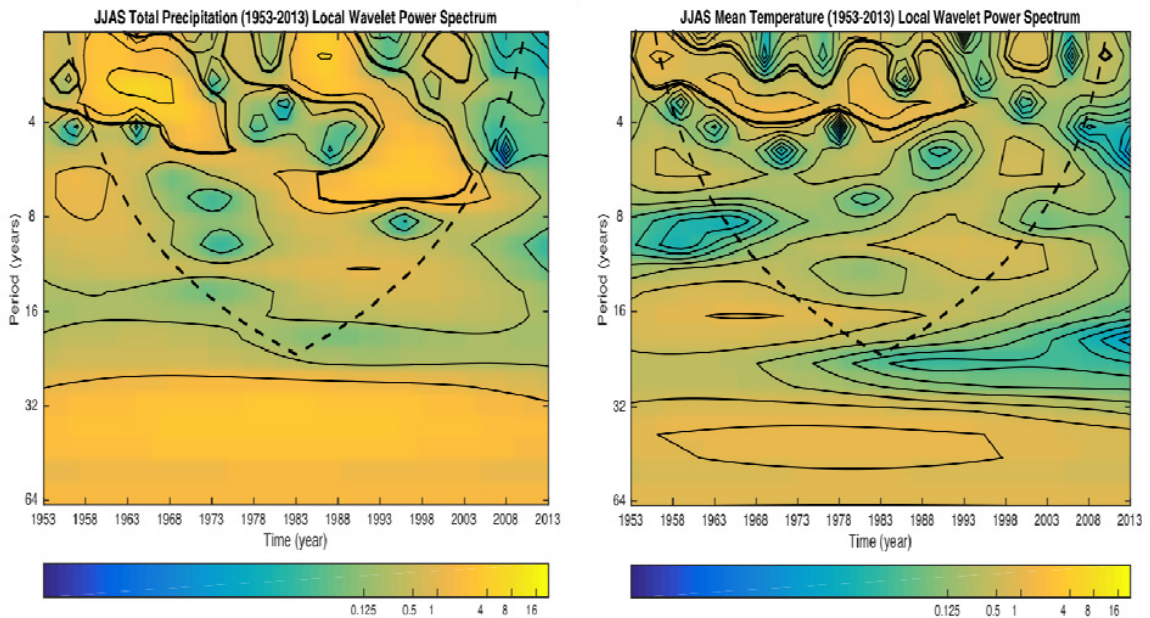 JJAS Total Precipitation (1953-2013) Local Wavelet Power Spectrum
Period (years)
4
8
16
32
64
1953 1958 1963 1968 1973 1978 1983 1988 1993 1998 2003 2008 2013
Time (year)
0.125 0.5 1 4 8 16
JJAS Mean Temperature (1953-2013) Local Wavelet Power Spectrum
Period (years)
4
8
16
32
64
1953 1958 1963 1968 1973 1978 1983 1988 1993 1998 2003 2008 2013
Time (year)
0.125 0.5 1 4 8 16